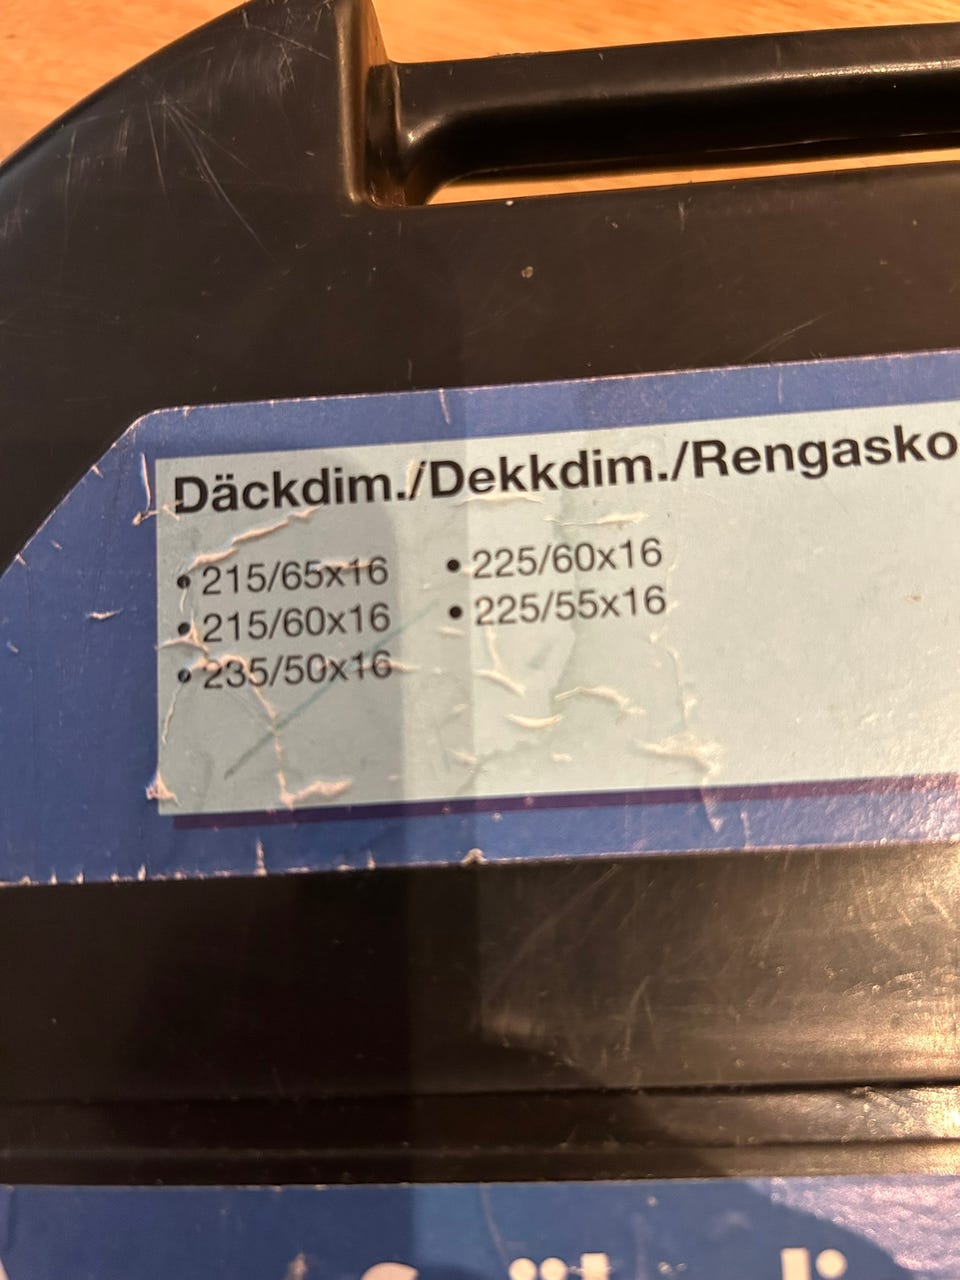 Däckdim./Dekkdim./Rengasko
• 215/65x16
• 215/60x16
• 235/50x16
• 225/60x16
• 225/55x16